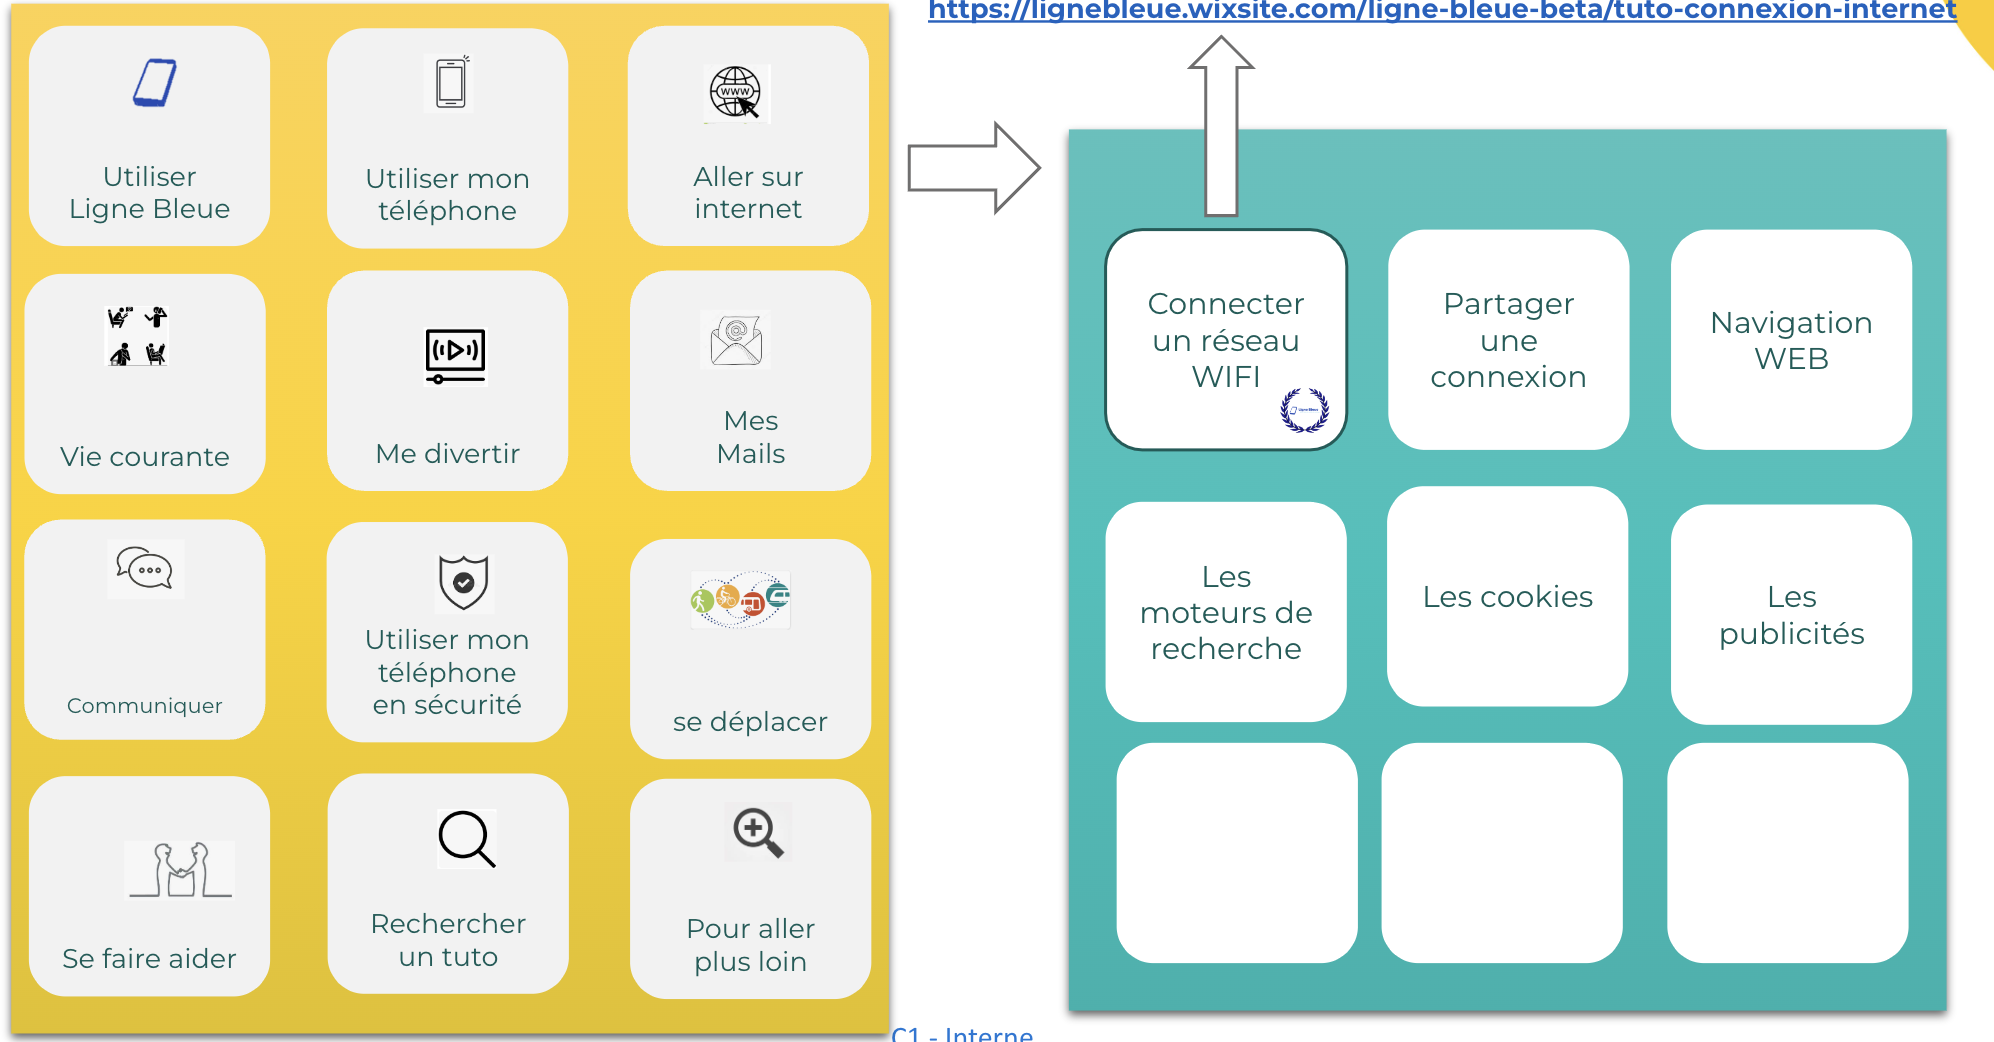 https://lignebleue.wixsite.com/ligne-bleue-beta/tuto-connexion-internet
Utiliser
Ligne Bleue
Utiliser mon
téléphone
www
Aller sur
internet
Vie courante
Me divertir
Mes
Mails
Communiquer
Utiliser mon
téléphone
en sécurité
se déplacer
Se faire aider
Rechercher
un tuto
Pour aller
plus loin
Connecter
un réseau
WIFI
Ligne Bleue
Partager
une
connexion
Navigation
WEB
Les
moteurs de
recherche
Les cookies
Les
publicités
C1 - Interne